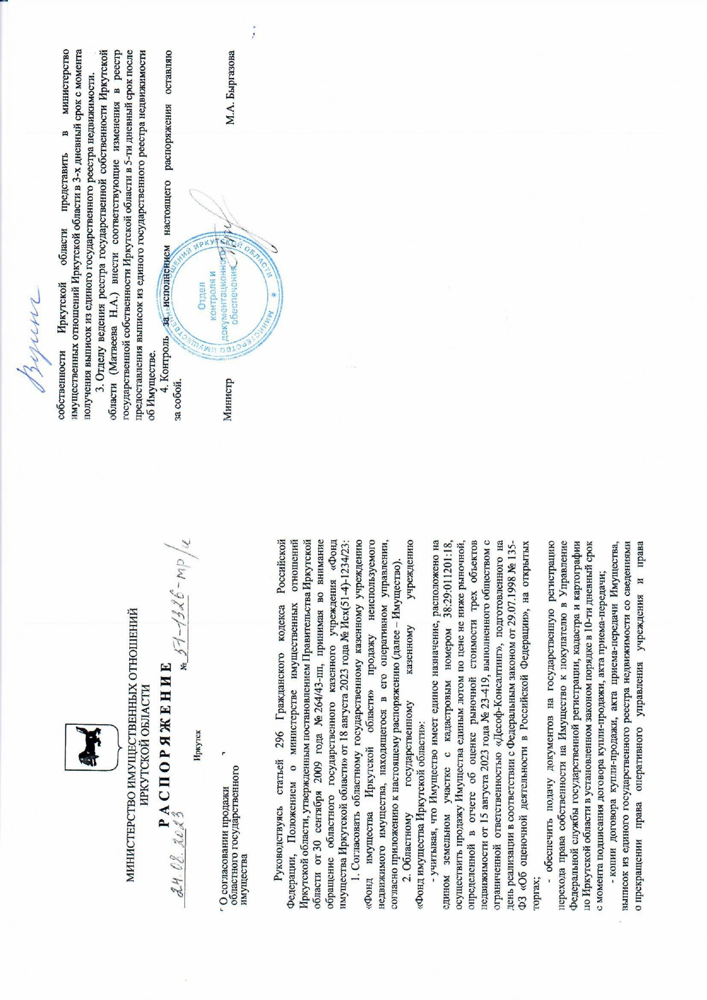 МИНИСТЕРСТВО ИМУЩЕСТВЕННЫХ ОТНОШЕНИЙ
ИРКУТСКОЙ ОБЛАСТИ
РАСПОРЯЖЕНИЕ
24.08.2023 № 51-1326-мр/и
Иркутск
О согласовании продажи
областного государственного
имущества
Руководствуясь статьей 296 Гражданского кодекса Российской
Федерации, Положением о министерстве имущественных отношений
Иркутской области, утвержденным постановлением Правительства Иркутской
области от 30 сентября 2009 года № 264/43-пп, принимая во внимание
обращение областного государственного казенного учреждения «Фонд
имущества Иркутской области» от 18 августа 2023 года № Исх(51-4)-1234/23:
1. Согласовать областному государственному казенному учреждению
«Фонд имущества Иркутской области» продажу неиспользуемого
недвижимого имущества, находящегося в его оперативном управлении,
согласно приложению к настоящему распоряжению (далее – Имущество).
2. Областному государственному казенному учреждению
«Фонд имущества Иркутской области»:
- учитывая, что Имущество имеет единое назначение, расположено на
едином земельном участке с кадастровым номером 38:29:011201:18,
осуществить продажу Имущества единым лотом по цене не ниже рыночной,
определенной в отчете об оценке рыночной стоимости трех объектов
недвижимости от 15 августа 2023 года № 23-419, выполненного обществом с
ограниченной ответственностью «Десоф-Консалтинг», подготовленного на
день реализации в соответствии с Федеральным законом от 29.07.1998 № 135-
ФЗ «Об оценочной деятельности в Российской Федерации», на открытых
торгах;
- обеспечить подачу документов на государственную регистрацию
перехода права собственности на Имущество к покупателю в Управление
Федеральной службы государственной регистрации, кадастра и картографии
по Иркутской области в установленном законом порядке в 10-ти дневный срок
с момента подписания договора купли-продажи, акта приема-передачи;
- копии договора купли-продажи, акта приема-передачи Имущества,
выписок из единого государственного реестра недвижимости со сведениями
о прекращении права оперативного управления учреждения и права
собственности Иркутской области представить в министерство
имущественных отношений Иркутской области в 3-х дневный срок с момента
получения выписок из единого государственного реестра недвижимости.
3. Отделу ведения реестра государственной собственности Иркутской
области (Матвеева Н.А.) внести соответствующие изменения в реестр
государственной собственности Иркутской области в 5-ти дневный срок после
предоставления выписок из единого государственного реестра недвижимости
об Имуществе.
4. Контроль за исполнением настоящего распоряжения оставляю
за собой.
Министр М.А. Быргазова
МИНИСТЕРСТВО ИМУЩЕСТВЕННЫХ ОТНОШЕНИЙ ИРКУТСКОЙ ОБЛАСТИ
Отдел
контроля и
документационного
обеспечения